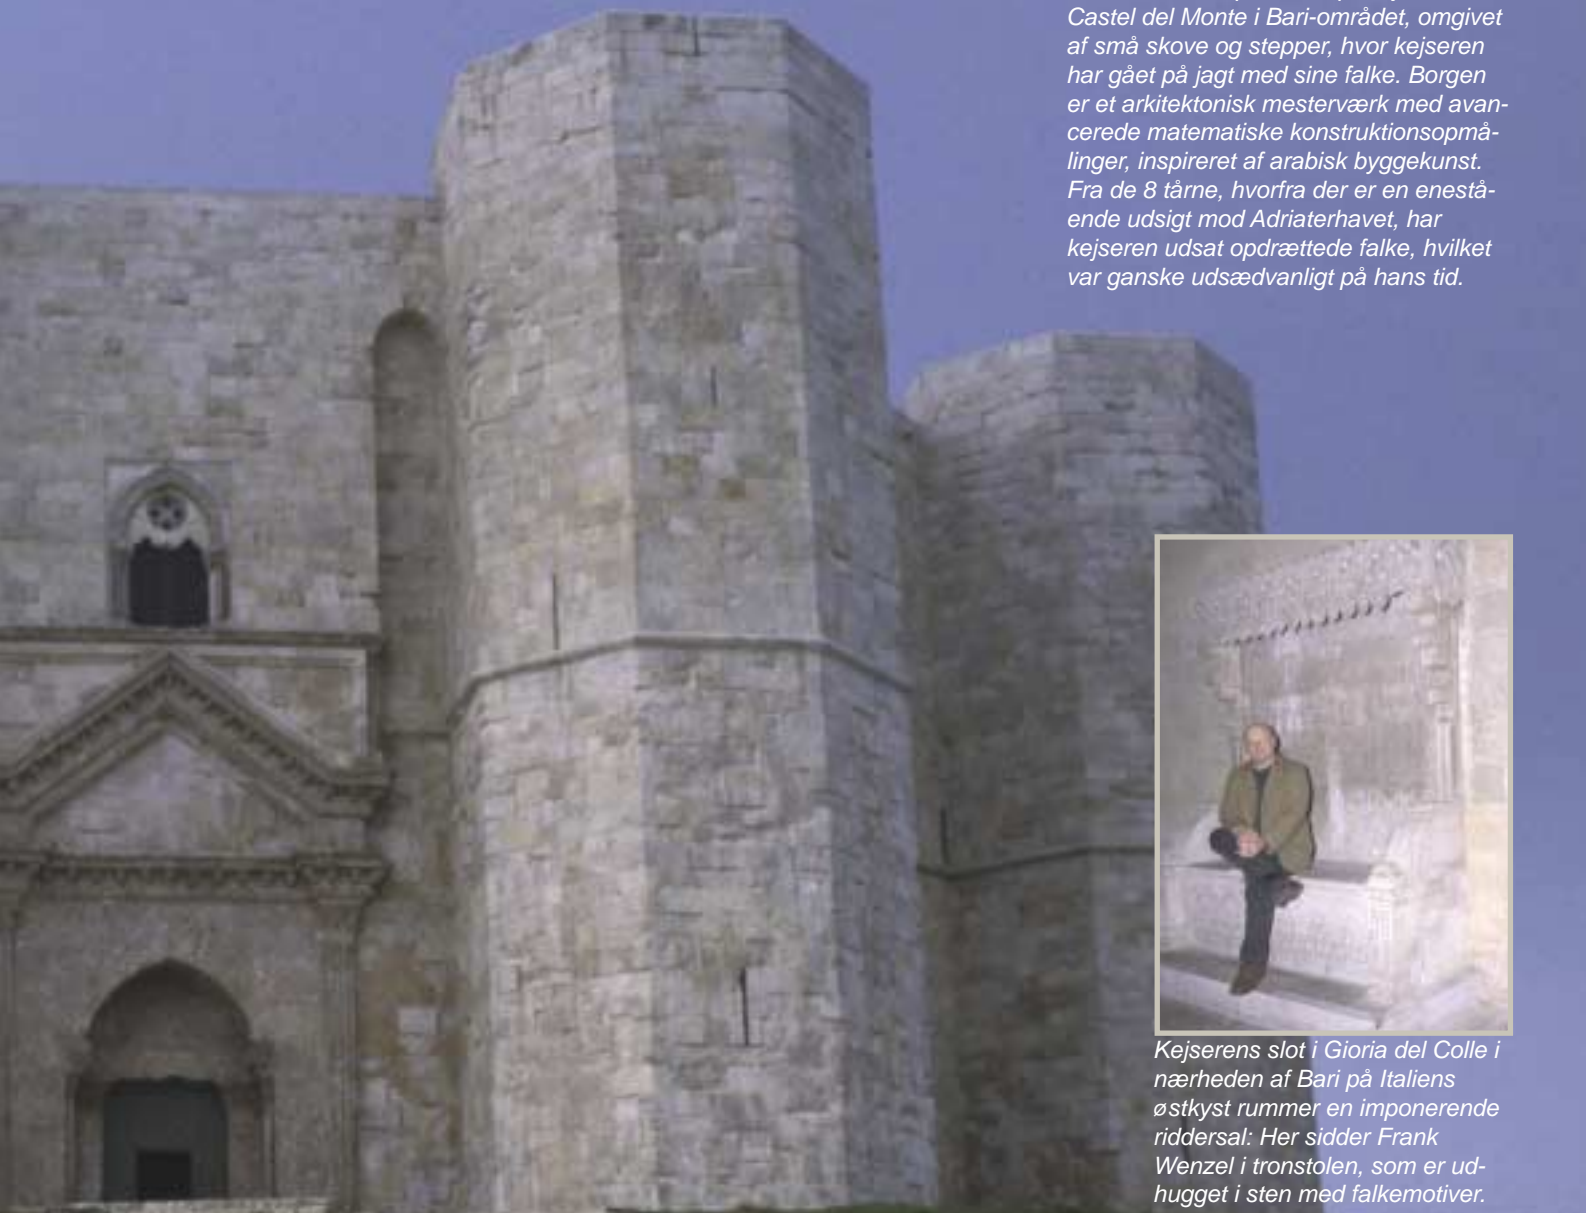 Castel del Monte i Bari-området, omgivet
af små skove og stepper, hvor kejseren
har gået på jagt med sine falke. Borgen
er et arkitektonisk mesterværk med avan-
cerede matematiske konstruktionsopmå-
linger, inspireret af arabisk byggekunst.
Fra de 8 tårne, hvorfra der er en enestå-
ende udsigt mod Adriaterhavet, har
kejseren udsat opdrættede falke, hvilket
var ganske udsædvanligt på hans tid.
Kejserens slot i Gioria del Colle i
nærheden af Bari på Italiens
østkyst rummer en imponerende
riddersal: Her sidder Frank
Wenzel i tronstolen, som er ud-
hugget i sten med falkemotiver.